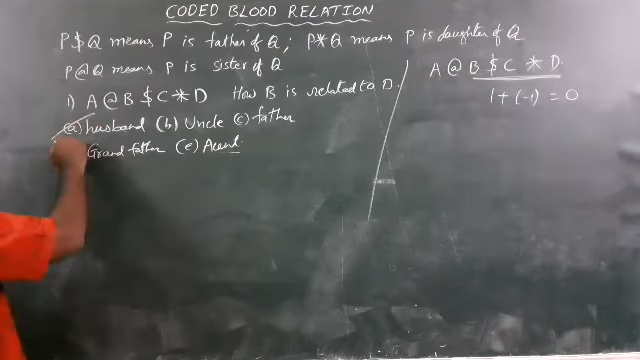 CODED BLOOD RELATION
P$Q means P is father of Q; P*Q means P is daughter of Q
P@Q means P is sister of Q
1) A @ B $ C * D How B is related to D.
(a) husband (b) Uncle (c) father
Grand father (e) Aunt
A @ B $ C * D.
1 + (-1) = 0